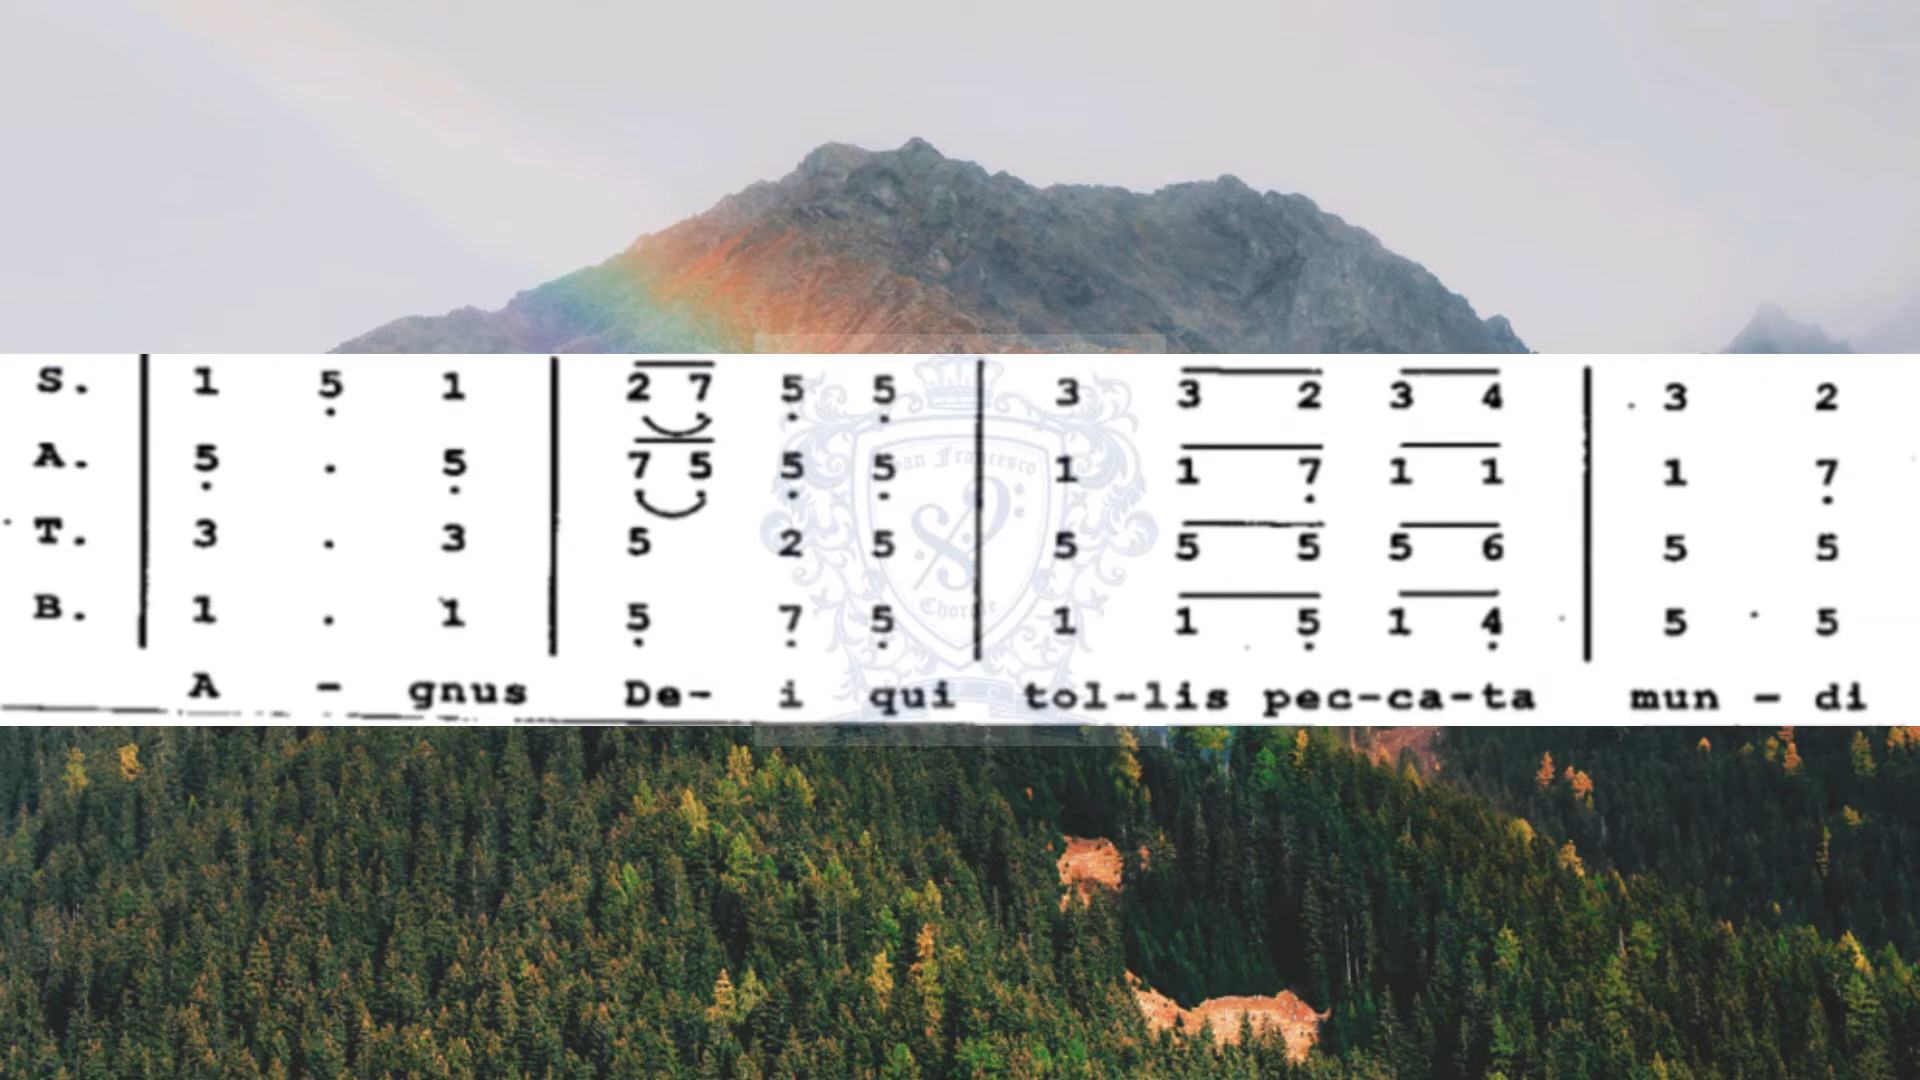 S. 1 5 1 2 7 5 5 3 3 2 3 4 3 2
A. 5 . 5 7 5 5 5 1 1 7 1 1 1 7
T. 3 . 3 5 2 5 5 5 5 5 6 5 5
B. 1 . 1 5 7 5 1 1 5 1 4 5 . 5
A - gnus De- i qui tol-lis pec-ca-ta mun - di
San Francesco
Chorale